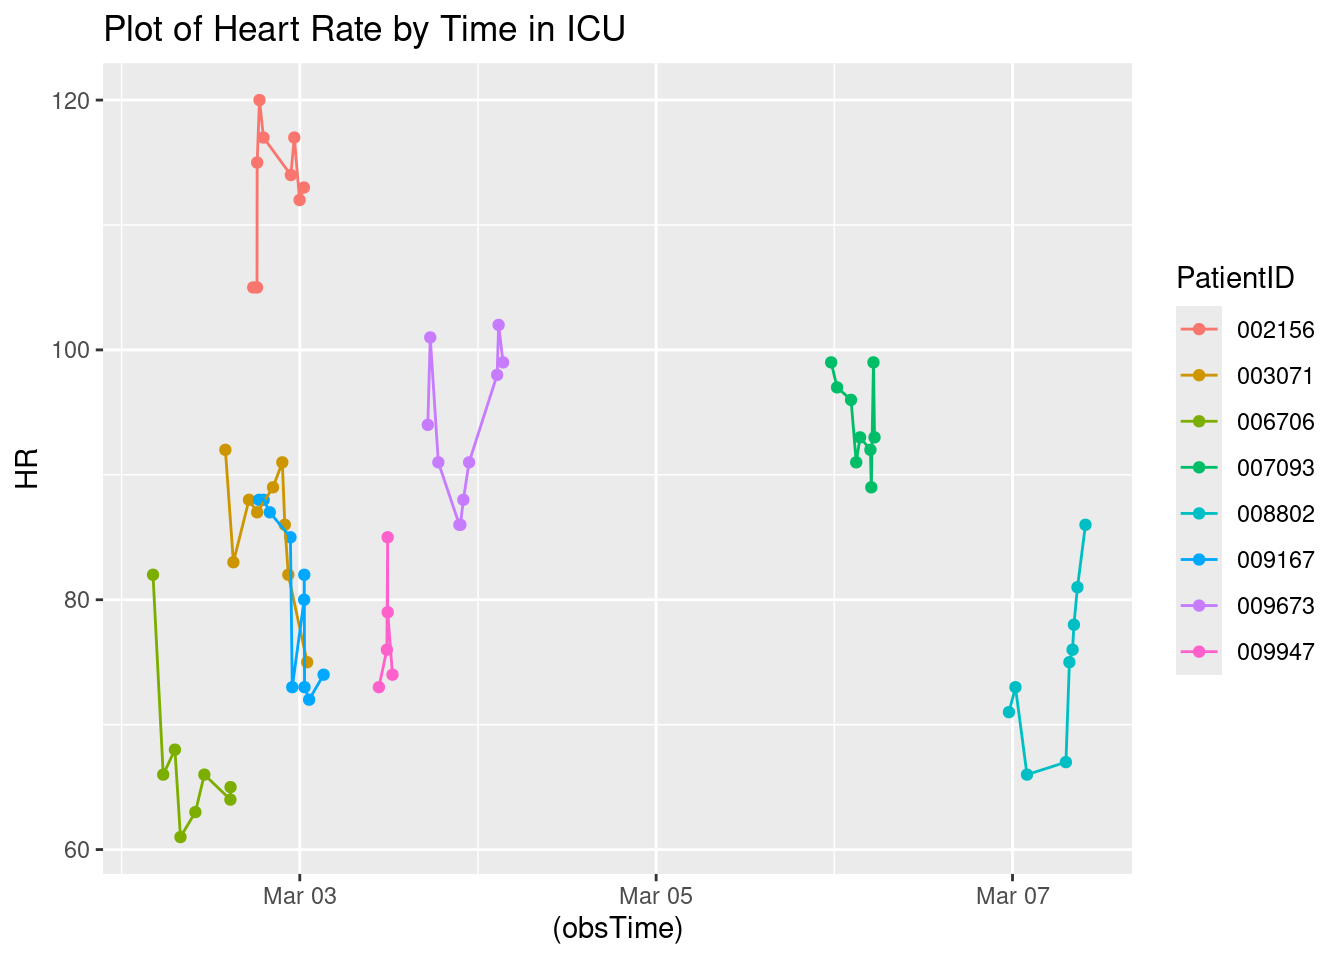 Plot of Heart Rate by Time in ICU
120
100
80
60
HR
Mar 03
Mar 05
Mar 07
(obsTime)
PatientID
002156
003071
006706
007093
008802
009167
009673
009947